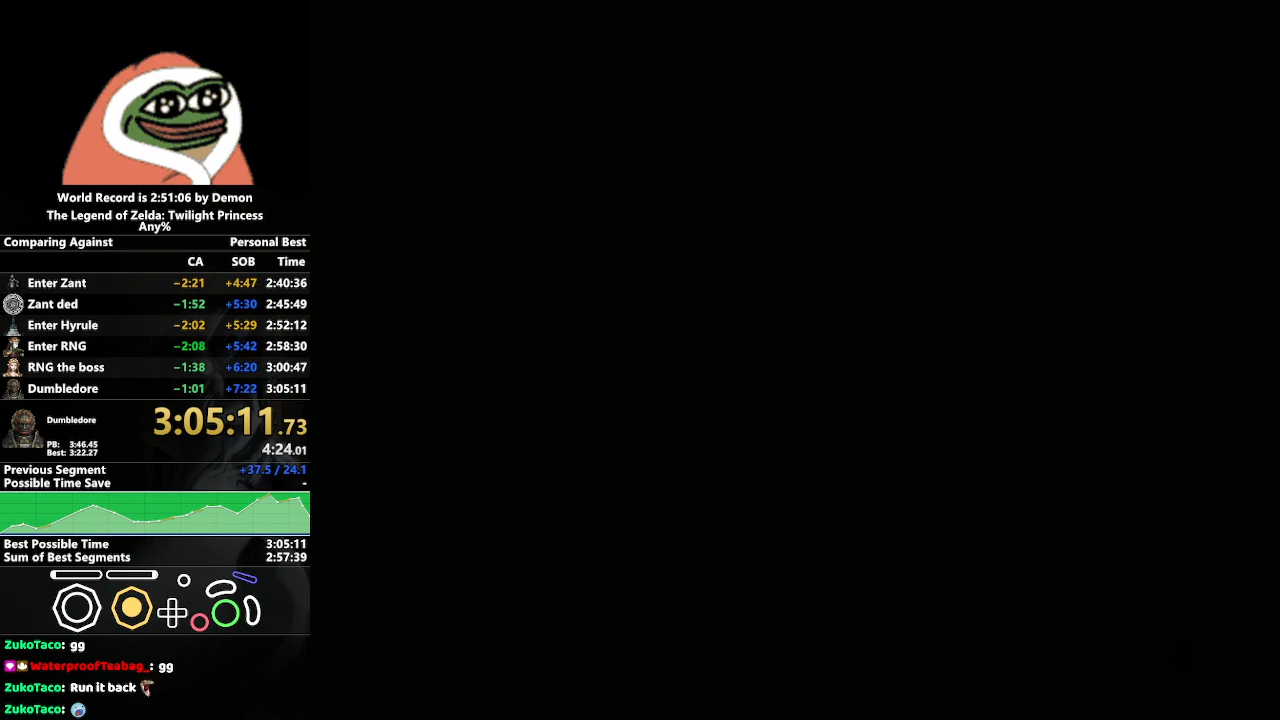 World Record is 2:51:06 by Demon
The Legend of Zelda: Twilight Princess
Any%
Comparing Against Personal Best
CA SOB Time
Enter Zant −2:21 +4:47 2:40:36
Zant ded −1:52 +5:30 2:45:49
Enter Hyrule −2:02 +5:29 2:52:12
Enter RNG −2:08 +5:42 2:58:30
RNG the boss −1:38 +6:20 3:00:47
Dumbledore −1:01 +7:22 3:05:11
Dumbledore 3:05:11.73
PB: 3:46.45 4:24.01
Best: 3:22.27
Previous Segment +37.5 / 24.1
Possible Time Save -
Best Possible Time 3:05:11
Sum of Best Segments 2:57:39
ZukoTaco: gg
WaterproofTeabag_: gg
ZukoTaco: Run it back
ZukoTaco: